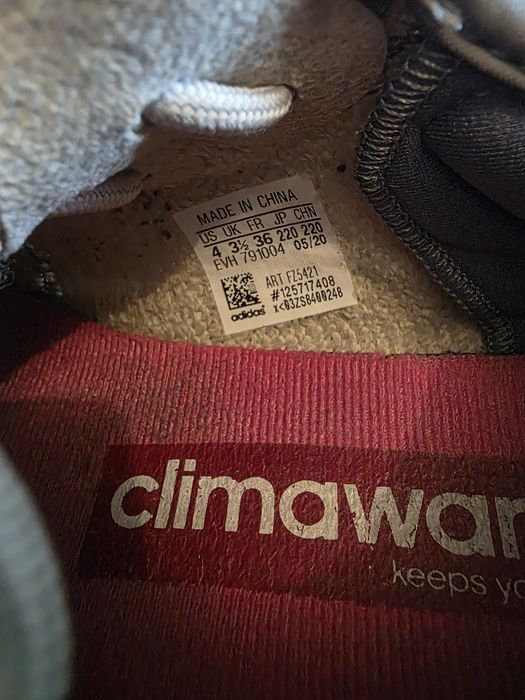 MADE IN CHINA
US UK FR JP CHN
4 3½ 36 220 220
EVH 791004 05/20
ART FZ5421
#125717408
X<03ZS8400248
adidas
climawar
keeps yo